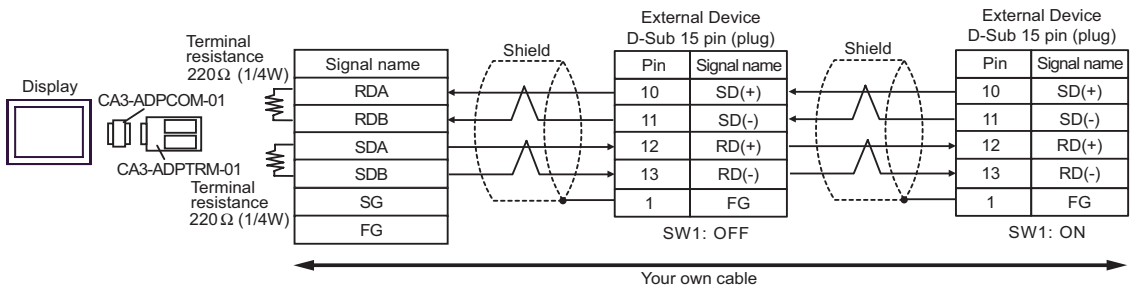 Display
CA3-ADPCOM-01
CA3-ADPTRM-01
Terminal
resistance
220Ω (1/4W)
Terminal
resistance
220Ω (1/4W)
Signal name
RDA
RDB
SDA
SDB
SG
FG
Shield
External Device
D-Sub 15 pin (plug)
Pin Signal name
10 SD(+)
11 SD(-)
12 RD(+)
13 RD(-)
1 FG
SW1: OFF
Shield
External Device
D-Sub 15 pin (plug)
Pin Signal name
10 SD(+)
11 SD(-)
12 RD(+)
13 RD(-)
1 FG
SW1: ON
Your own cable